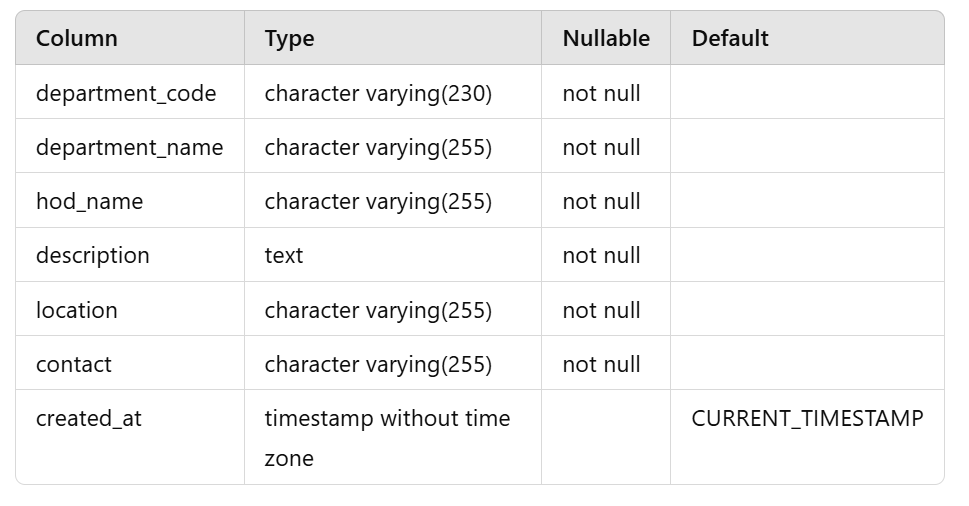 Column Type Nullable Default
department_code character varying(230) not null
department_name character varying(255) not null
hod_name character varying(255) not null
description text not null
location character varying(255) not null
contact character varying(255) not null
created_at timestamp without time CURRENT_TIMESTAMP
zone